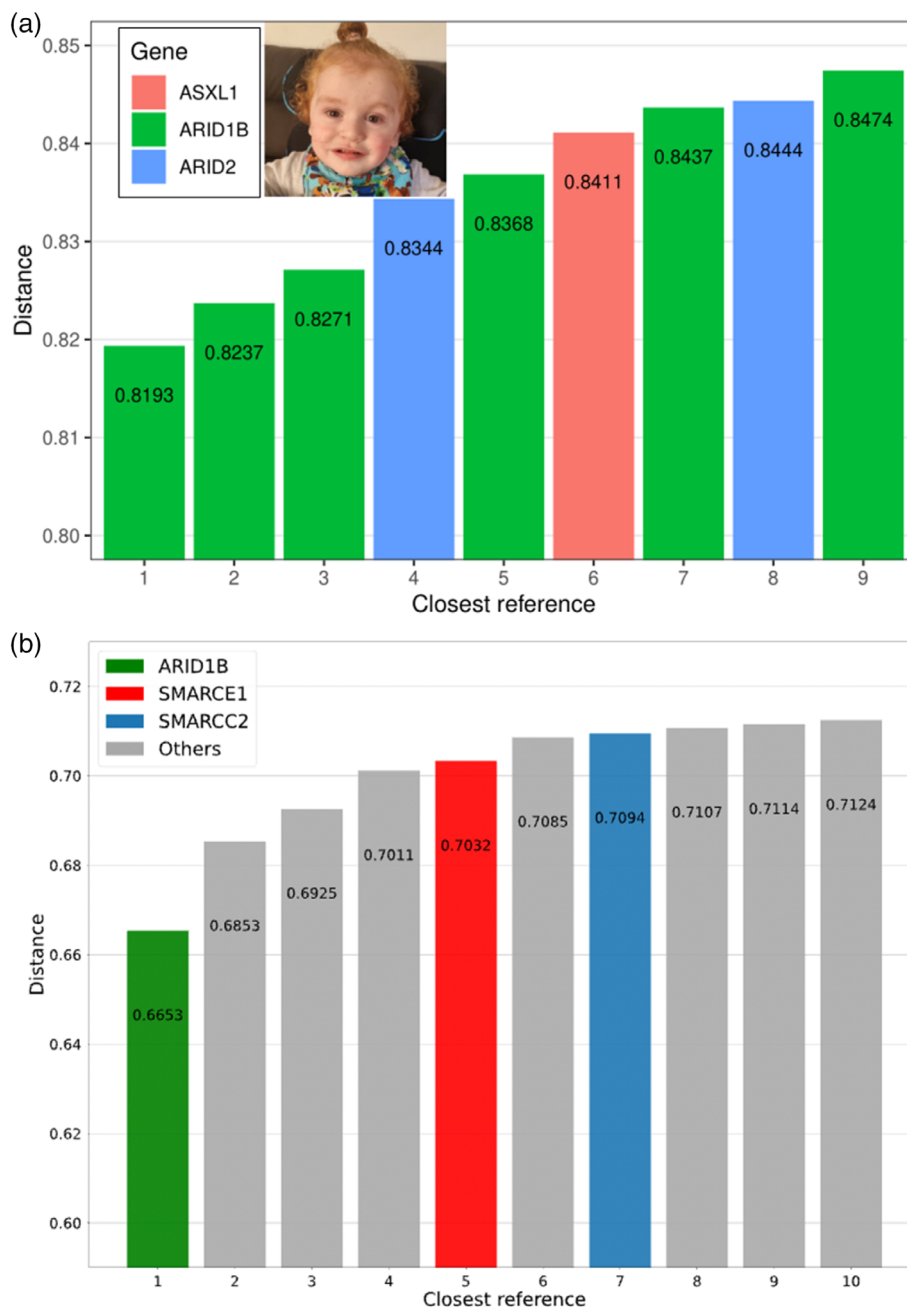 (a)
Gene
ASXL1
ARID1B
ARID2
0.85
0.84
0.83
0.82
0.81
0.80
Distance
0.8193
0.8237
0.8271
0.8344
0.8368
0.8411
0.8437
0.8444
0.8474
1 2 3 4 5 6 7 8 9
Closest reference
(b)
ARID1B
SMARCE1
SMARCC2
Others
0.72
0.70
0.68
0.66
0.64
0.62
0.60
Distance
0.6653
0.6853
0.6925
0.7011
0.7032
0.7085
0.7094
0.7107
0.7114
0.7124
1 2 3 4 5 6 7 8 9 10
Closest reference